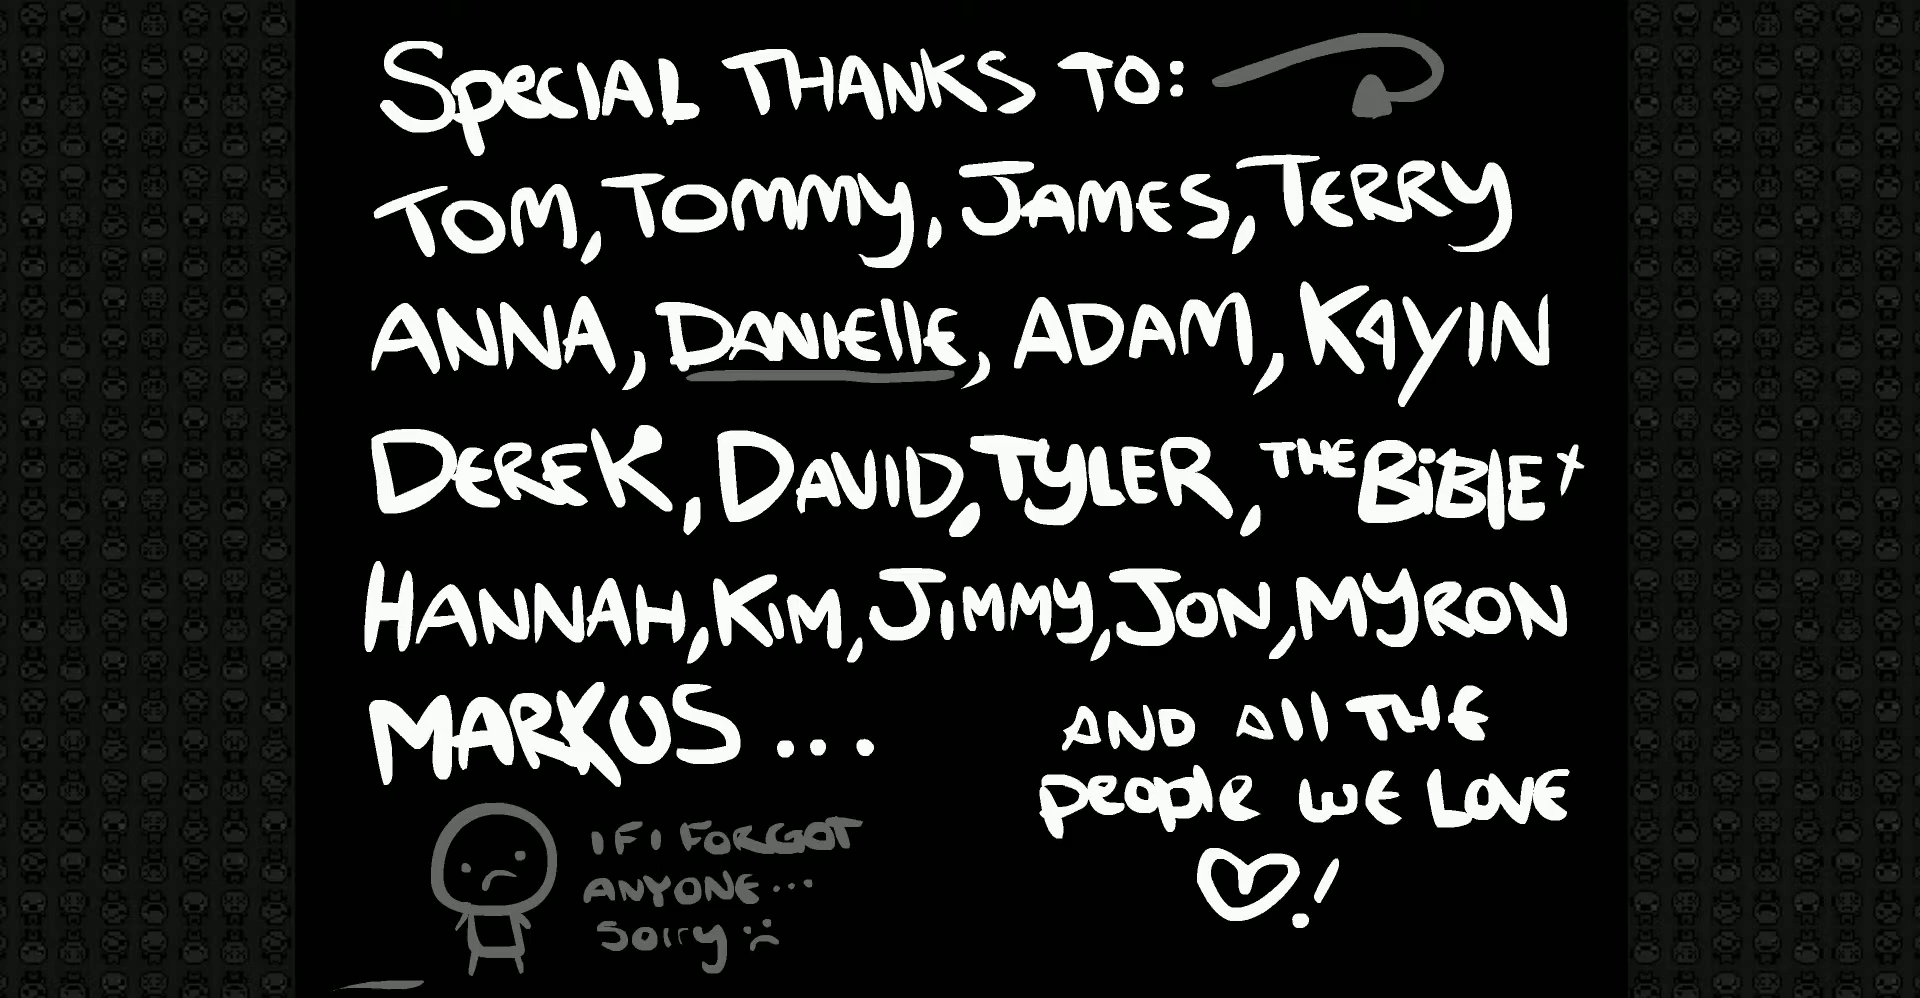 SpecIAL THANKS TO:
TOM, TOMMY, JAMES, TERRY
ANNA, DANIEllE, ADAM, KAYIN
DEREK, DAVID, TYLER, THE BiBlE+
HANNAH, KiM, JiMMY, JON, MYRON
MARKUS...
AND All THE
peOple WE LOVE
♡!
IF I FORGOT
ANYONE...
Sorry :(